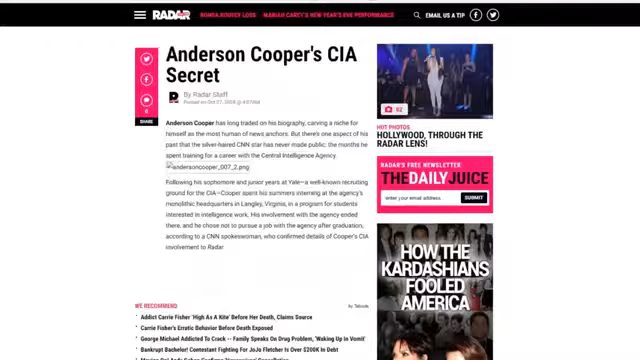 RADAR
RONDA ROUSEY LOSS
MARIAH CAREY'S NEW YEAR'S EVE PERFORMANCE
EMAIL US A TIP
Anderson Cooper's CIA
Secret
By Radar Staff
0
SHARE
Anderson Cooper has long traded on his biography, carving a niche for
himself as the most human of news anchors. But there's one aspect of his
past that the silver-haired CNN star has never made public: the months he
spent training for a career with the Central Intelligence Agency.
andersoncooper_007_2.png
Following his sophomore and junior years at Yale—a well-known recruiting
ground for the CIA—Cooper spent his summers interning at the agency's
monolithic headquarters in Langley, Virginia, in a program for students
interested in intelligence work. His involvement with the agency ended
there, and he chose not to pursue a job with the agency after graduation,
according to a CNN spokeswoman, who confirmed details of Cooper's CIA
involvement to Radar
WE RECOMMEND
by Taboola
Addict Carrie Fisher 'High As A Kite' Before Her Death, Claims Source
Carrie Fisher's Erratic Behavior Before Death Exposed
George Michael Addicted To Crack -- Family Speaks On Drug Problem, 'Waking Up In Vomit'
Bankrupt Bachelor! Contestant Fighting For JoJo Fletcher Is Over $200K In Debt
HOT PHOTOS
HOLLYWOOD, THROUGH THE
RADAR LENS!
RADAR'S FREE NEWSLETTER
THE DAILY JUICE
enter your email address
SUBMIT
HOW THE
KARDASHIANS
FOOLED
AMERICA